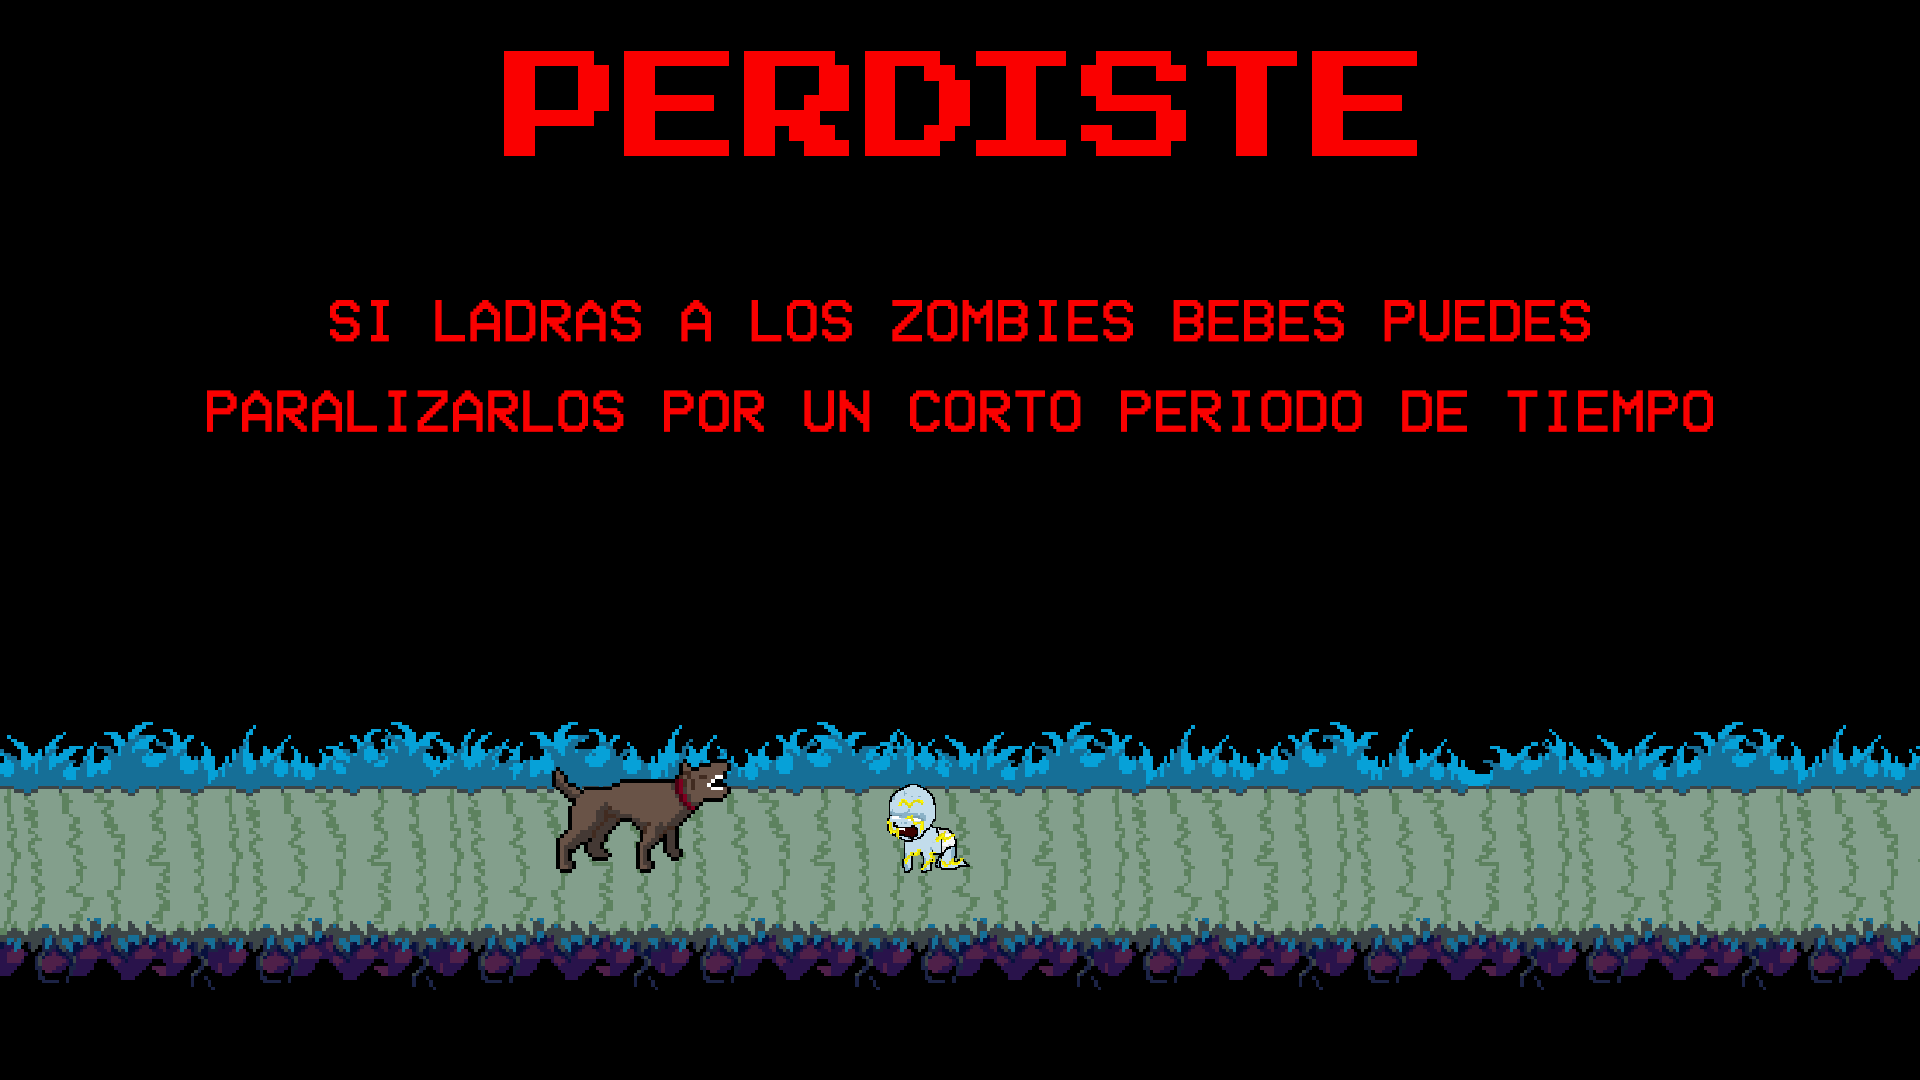 PERDISTE
SI LADRAS A LOS ZOMBIES BEBES PUEDES
PARALIZARLOS POR UN CORTO PERIODO DE TIEMPO